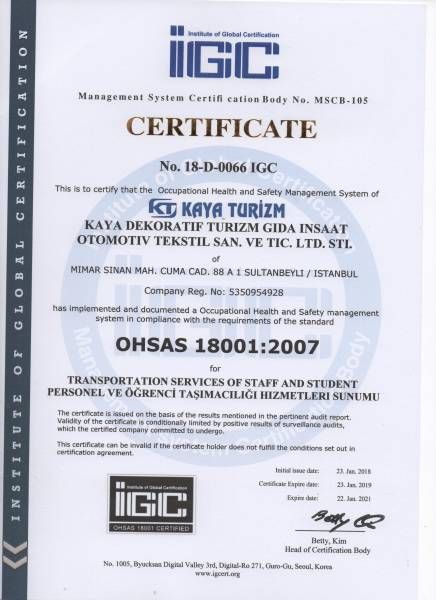 Institute of Global Certification
iGC
Management System Certifi cation Body No. MSCB-105
CERTIFICATE
No. 18-D-0066 IGC
This is to certify that the Occupational Health and Safety Management System of
KT KAYA TURİZM
KAYA DEKORATIF TURIZM GIDA INSAAT
OTOMOTIV TEKSTIL SAN. VE TIC. LTD. STI.
of
MIMAR SINAN MAH. CUMA CAD. 88 A 1 SULTANBEYLI / ISTANBUL
Company Reg. No: 5350954928
has implemented and documented a Occupational Health and Safety management
system in compliance with the requirements of the standard
OHSAS 18001:2007
for
TRANSPORTATION SERVICES OF STAFF AND STUDENT
PERSONEL VE ÖĞRENCİ TAŞIMACILIĞI HİZMETLERİ SUNUMU
The certificate is issued on the basis of the results mentioned in the pertinent audit report.
Validity of the certificate is conditionally limited by positive results of surveillance audits,
which the certified company committed to undergo.
This certificate can be invalid if the certificate holder does not fulfill the conditions set out in
certification agreement.
Initial issue date: 23. Jan. 2018
Certificate Expire date: 23. Jan. 2019
Expire date: 22. Jan. 2021
Institute of Global Certification
iGC
OHSAS 18001 CERTIFIED
Betty, Kim
Head of Certification Body
No. 1005, Byucksan Digital Valley 3rd, Digital-Ro 271, Guro-Gu, Seoul, Korea
www.igcert.org
INSTITUTE OF GLOBAL CERTIFICATION